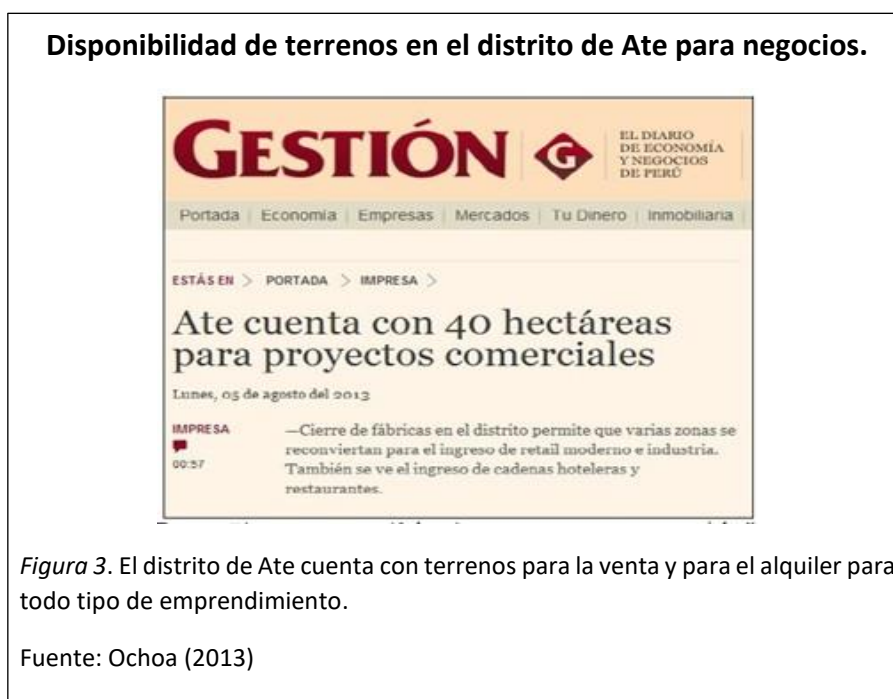 Disponibilidad de terrenos en el distrito de Ate para negocios.
GESTIÓN G
EL DIARIO
DE ECONOMÍA
Y NEGOCIOS
DE PERÚ
Portada | Economía | Empresas | Mercados | Tu Dinero | Inmobiliaria
ESTÁS EN > PORTADA > IMPRESA >
Ate cuenta con 40 hectáreas
para proyectos comerciales
Lunes, 05 de agosto del 2013
IMPRESA
00:57
—Cierre de fábricas en el distrito permite que varias zonas se
reconviertan para el ingreso de retail moderno e industria.
También se ve el ingreso de cadenas hoteleras y
restaurantes.
Figura 3. El distrito de Ate cuenta con terrenos para la venta y para el alquiler para
todo tipo de emprendimiento.
Fuente: Ochoa (2013)